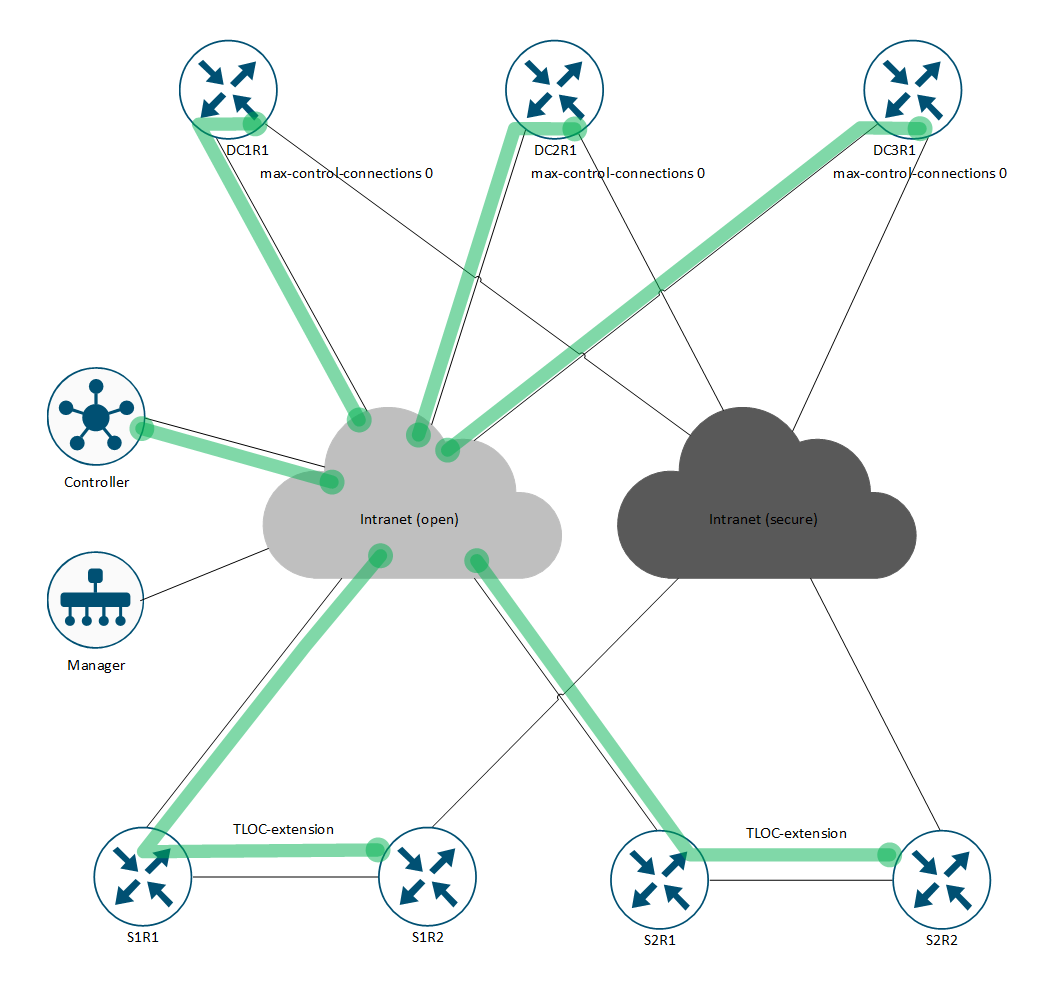 DC1R1
DC2R1
DC3R1
max-control-connections 0
max-control-connections 0
max-control-connections 0
Controller
Intranet (open)
Intranet (secure)
Manager
TLOC-extension
TLOC-extension
S1R1
S1R2
S2R1
S2R2